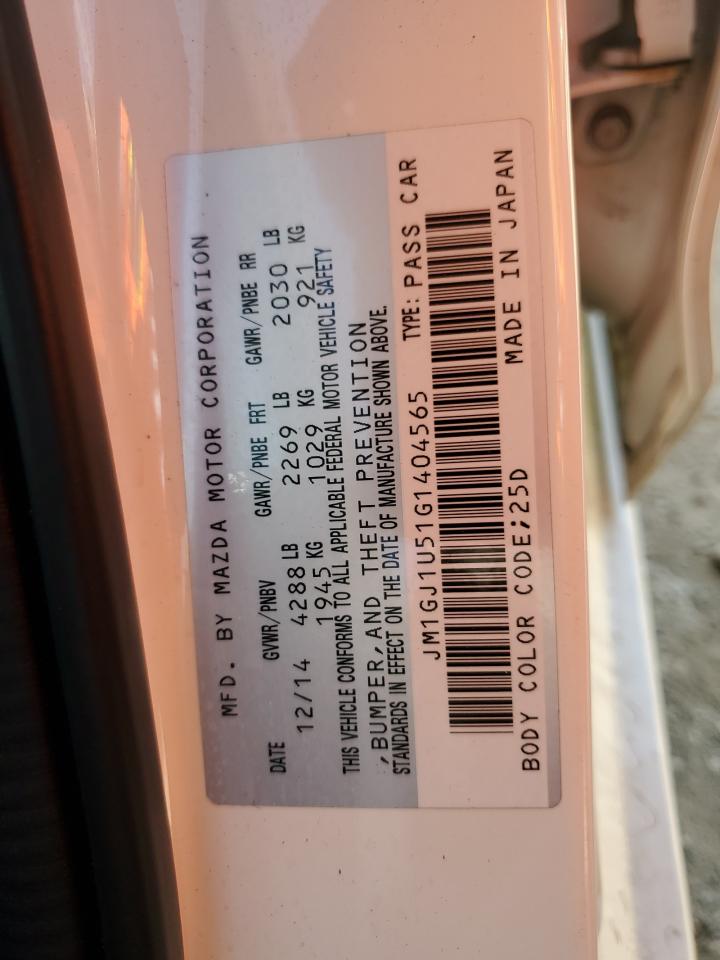 MFD. BY MAZDA MOTOR CORPORATION
DATE GVWR/PNBV GAWR/PNBE FRT GAWR/PNBE RR
12/14 4288 LB 2269 LB 2030 LB
1945 KG 1029 KG 921 KG
THIS VEHICLE CONFORMS TO ALL APPLICABLE FEDERAL MOTOR VEHICLE SAFETY
,BUMPER,AND THEFT PREVENTION
STANDARDS IN EFFECT ON THE DATE OF MANUFACTURE SHOWN ABOVE.
JM1GJ1U51G1404565 TYPE: PASS CAR
BODY COLOR CODE;25D MADE IN JAPAN